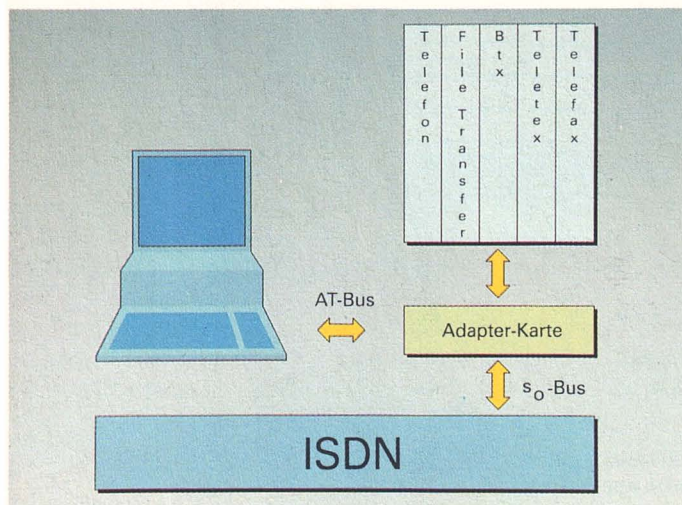 Telefon
File Transfer
Btx
Teletex
Telefax
AT-Bus
Adapter-Karte
s₀-Bus
ISDN